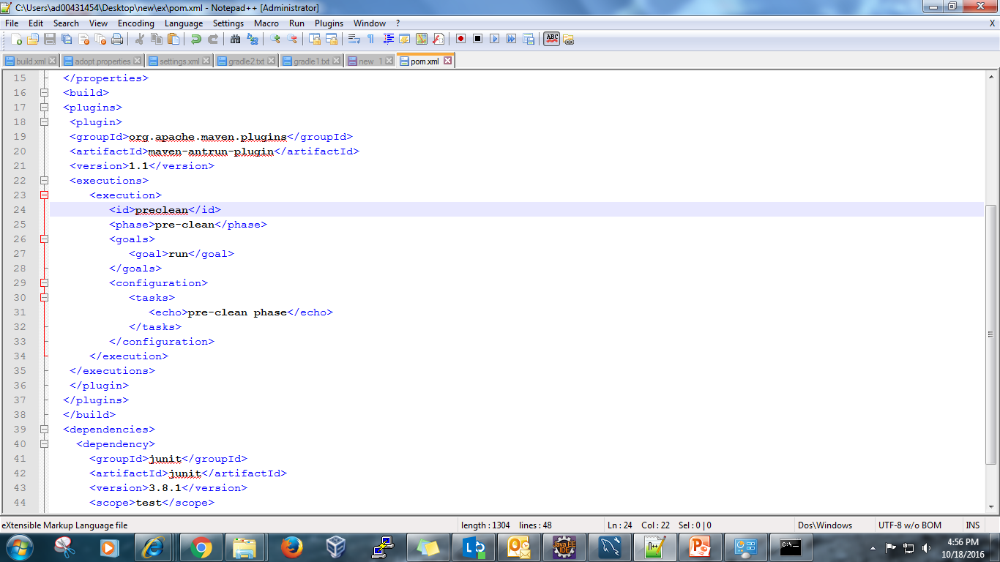 C:\Users\ad00431454\Desktop\new\ex\pom.xml - Notepad++ [Administrator]
File Edit Search View Encoding Language Settings Macro Run Plugins Window ? X
build.xml adopt.properties settings.xml gradle2.txt gradle1.txt new 1 pom.xml
15 </properties>
16 <build>
17 <plugins>
18 <plugin>
19 <groupId>org.apache.maven.plugins</groupId>
20 <artifactId>maven-antrun-plugin</artifactId>
21 <version>1.1</version>
22 <executions>
23 <execution>
24 <id>preclean</id>
25 <phase>pre-clean</phase>
26 <goals>
27 <goal>run</goal>
28 </goals>
29 <configuration>
30 <tasks>
31 <echo>pre-clean phase</echo>
32 </tasks>
33 </configuration>
34 </execution>
35 </executions>
36 </plugin>
37 </plugins>
38 </build>
39 <dependencies>
40 <dependency>
41 <groupId>junit</groupId>
42 <artifactId>junit</artifactId>
43 <version>3.8.1</version>
44 <scope>test</scope>
eXtensible Markup Language file length : 1304 lines : 48 Ln : 24 Col : 22 Sel : 0 | 0 Dos\Windows UTF-8 w/o BOM INS
Java EE
IDE
4:56 PM
10/18/2016